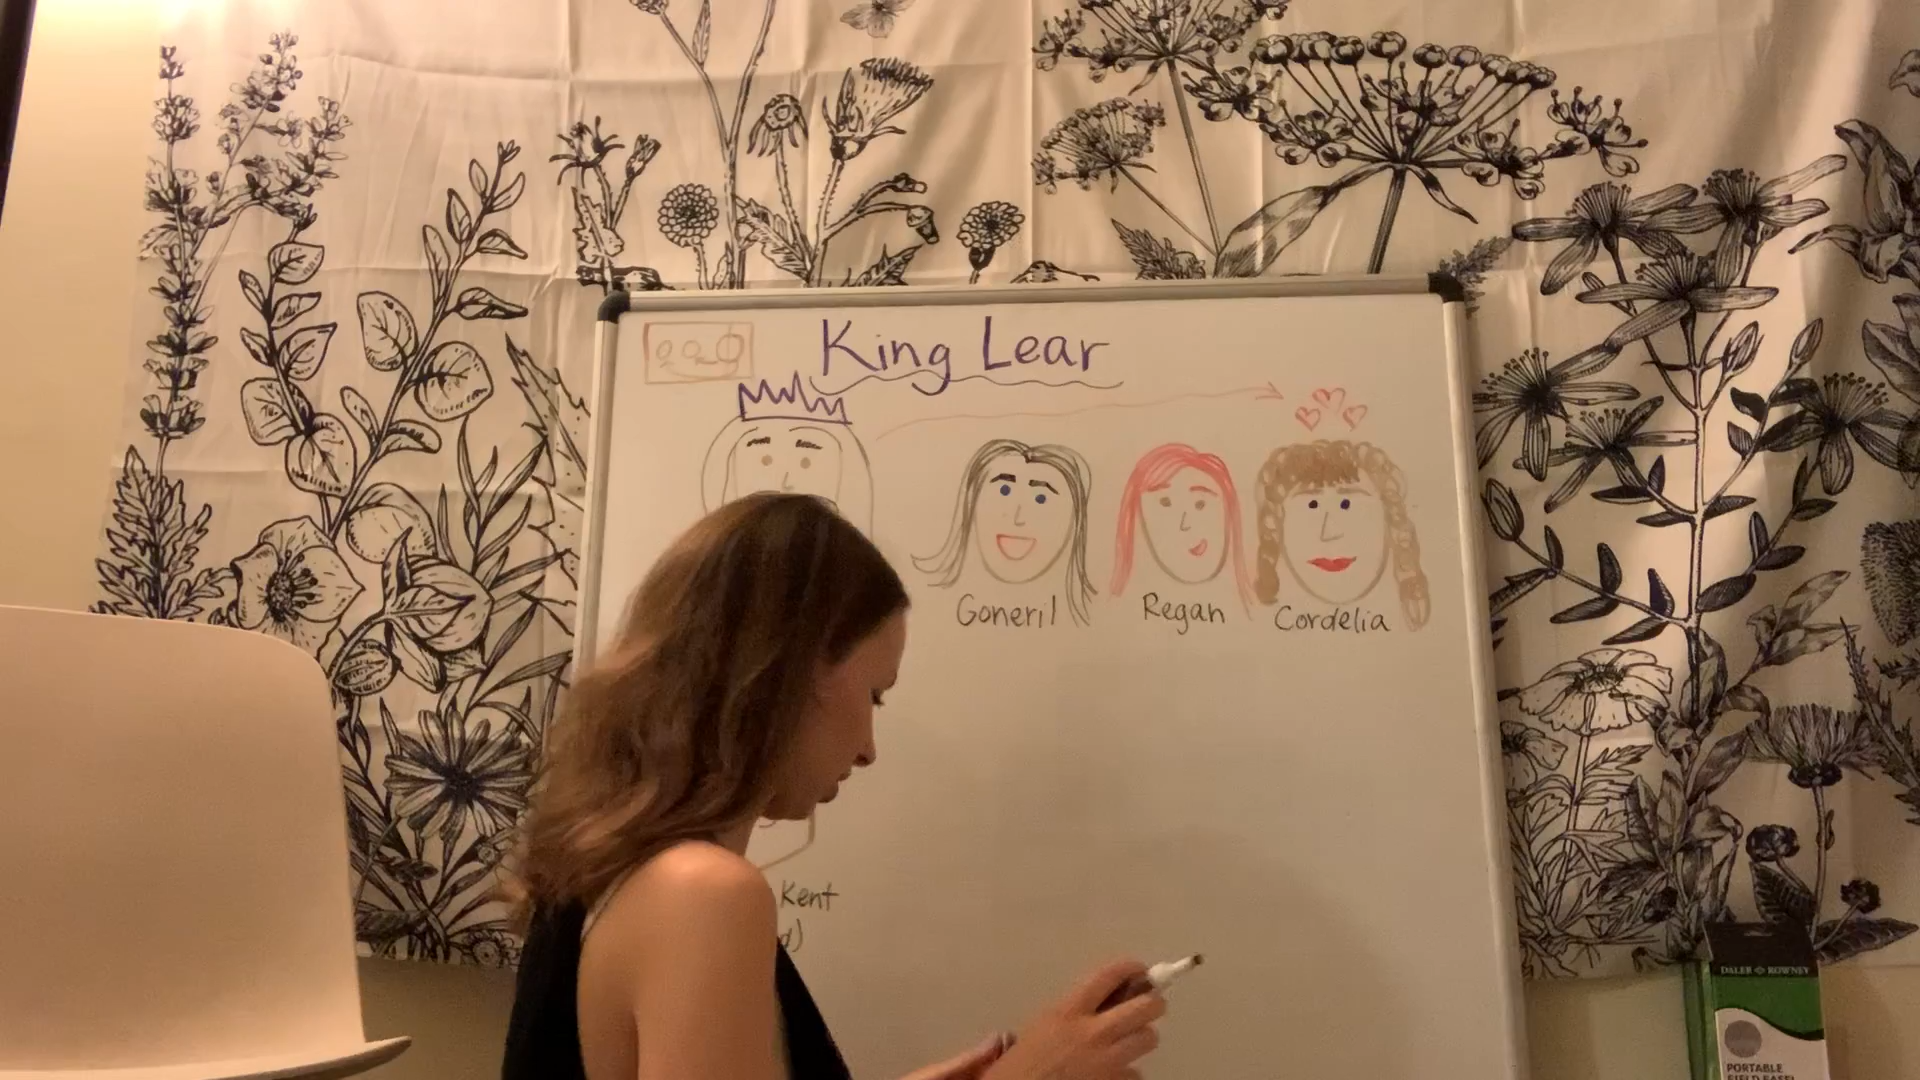 King Lear
Goneril
Regan
Cordelia
Kent
DALER ROWNEY
PORTABLE